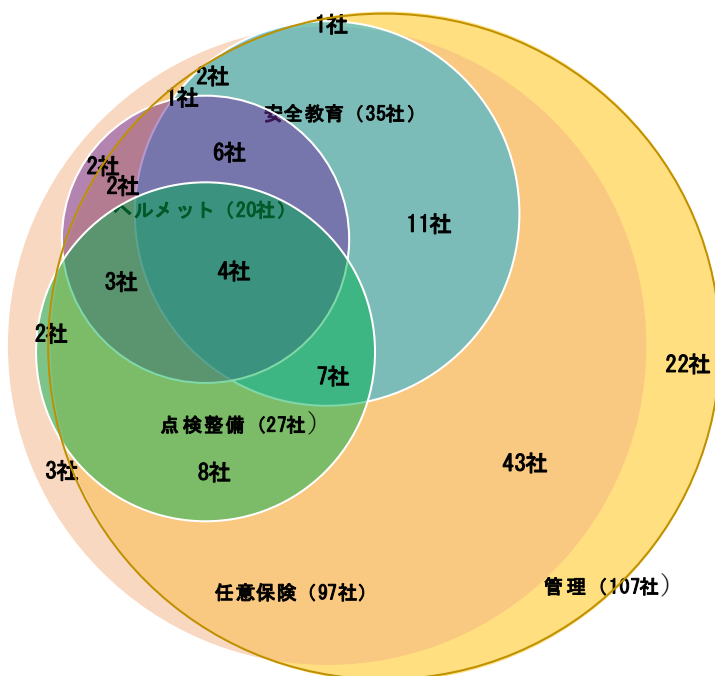 1社
2社
1社
安全教育（35社）
6社
2社
2社
ヘルメット（20社）
11社
4社
3社
2社
22社
7社
点検整備（27社）
43社
3社
8社
管理（107社）
任意保険（97社）